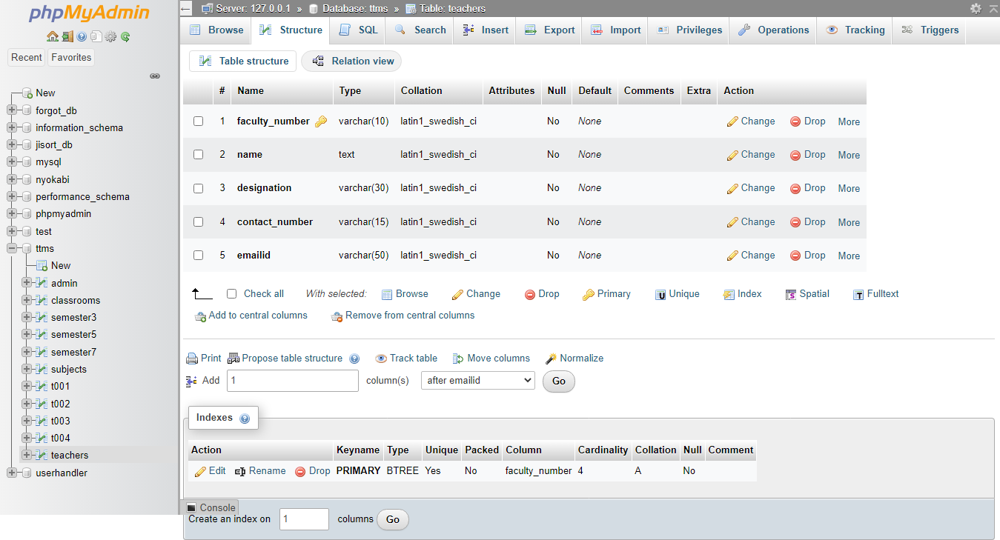 phpMyAdmin
Recent Favorites
New
forgot_db
information_schema
jisort_db
mysql
nyokabi
performance_schema
phpmyadmin
test
ttms
New
admin
classrooms
semester3
semester5
semester7
subjects
t001
t002
t003
t004
teachers
userhandler
Server: 127.0.0.1 » Database: ttms » Table: teachers
Browse Structure SQL Search Insert Export Import Privileges Operations Tracking Triggers
Table structure Relation view
# Name Type Collation Attributes Null Default Comments Extra Action
1 faculty_number varchar(10) latin1_swedish_ci No None Change Drop More
2 name text latin1_swedish_ci No None Change Drop More
3 designation varchar(30) latin1_swedish_ci No None Change Drop More
4 contact_number varchar(15) latin1_swedish_ci No None Change Drop More
5 emailid varchar(50) latin1_swedish_ci No None Change Drop More
Check all With selected: Browse Change Drop Primary Unique Index Spatial Fulltext
Add to central columns Remove from central columns
Print Propose table structure Track table Move columns Normalize
Add 1 column(s) after emailid Go
Indexes
Action Keyname Type Unique Packed Column Cardinality Collation Null Comment
Edit Rename Drop PRIMARY BTREE Yes No faculty_number 4 A No
Console
Create an index on 1 columns Go